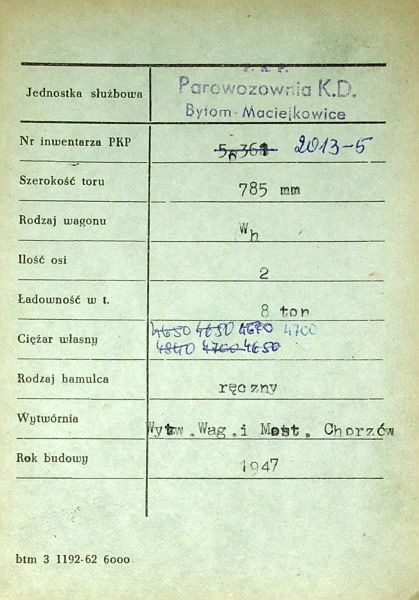 P. K. P.
Jednostka służbowa Parowozownia K.D.
Bytom-Maciejkowice
Nr inwentarza PKP 2013-5
Szerokość toru 785 mm
Rodzaj wagonu Wh
Ilość osi 2
Ładowność w t. 8 ton
Ciężar własny 4650 4650 4670 4700
4840 4700 4650
Rodzaj hamulca ręczny
Wytwórnia Wytw. Wag. i Most. Chorzów
Rok budowy 1947
btm 3 1192-62 6000